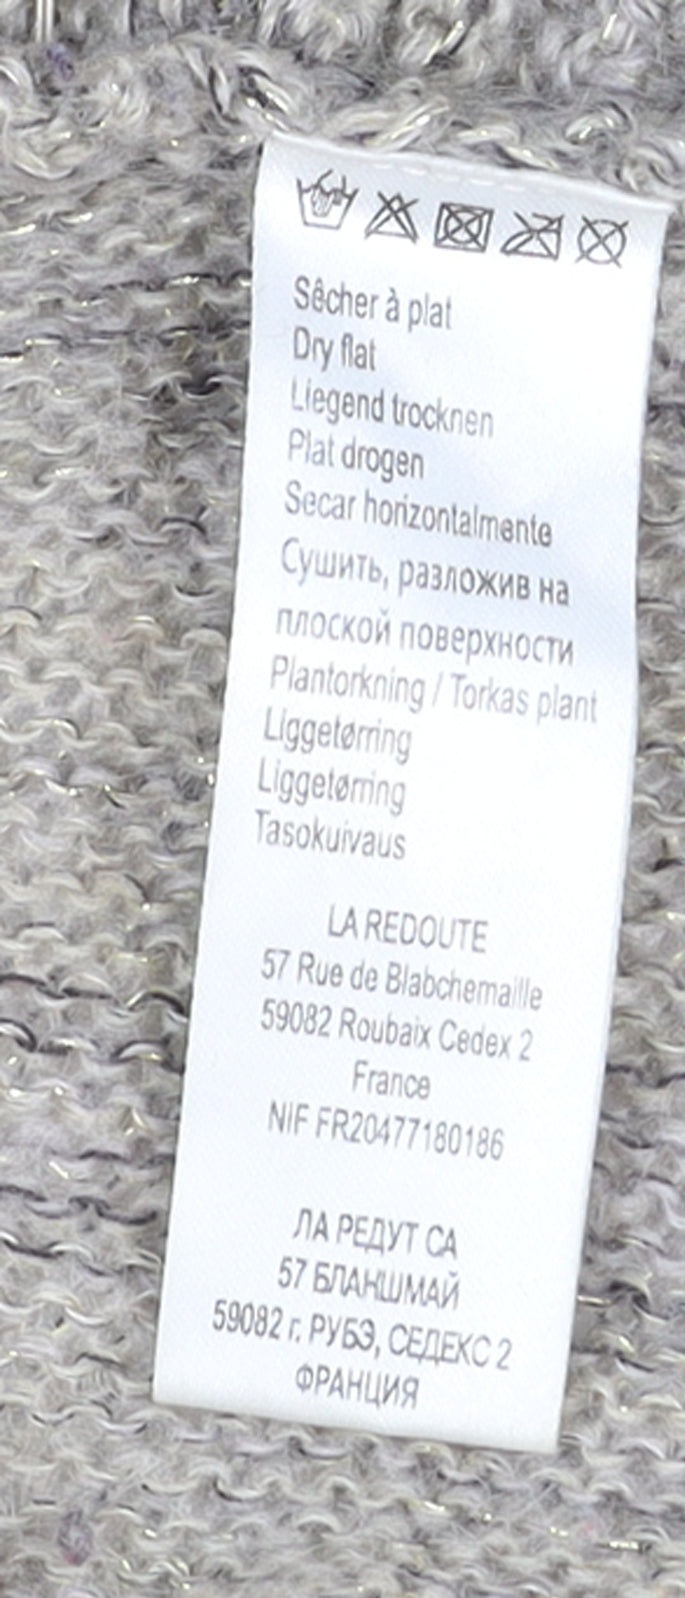 Sêcher à plat
Dry flat
Liegend trocknen
Plat drogen
Secar horizontalmente
Сушить, разложив на
плоской поверхности
Plantorkning / Torkas plant
Liggetørring
Liggetørring
Tasokuivaus
LA REDOUTE
57 Rue de Blabchemaille
59082 Roubaix Cedex 2
France
NIF FR20477180186
ЛА РЕДУТ СА
57 БЛАНШМАЙ
59082 г. РУБЭ, СЕДЕКС 2
ФРАНЦИЯ